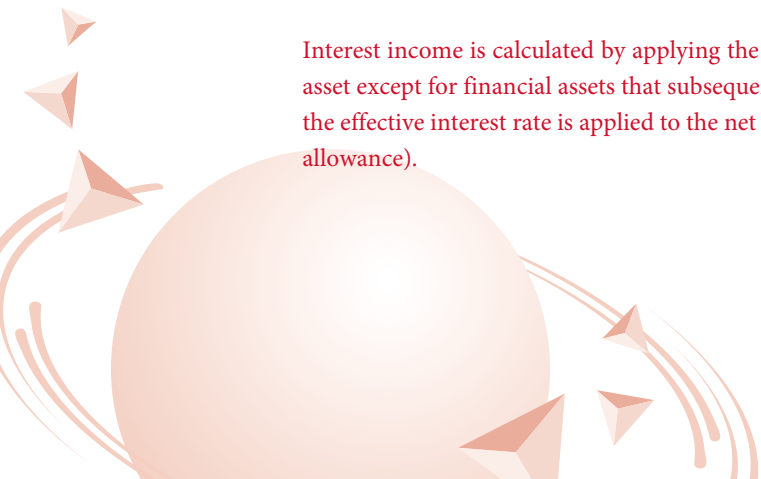 Interest income is calculated by applying the
asset except for financial assets that
the effective interest rate is applied to the net
allowance).